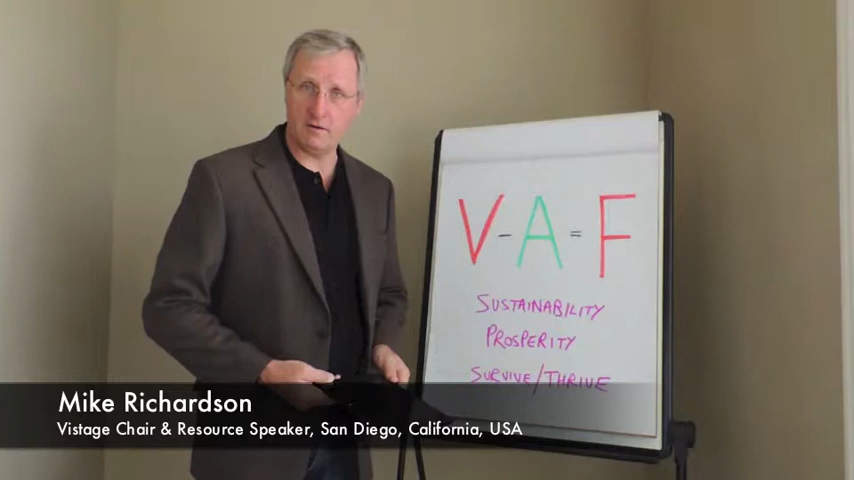 V-A=F
SUSTAINABILITY
PROSPERITY
SURVIVE/THRIVE
Mike Richardson
Vistage Chair & Resource Speaker, San Diego, California, USA